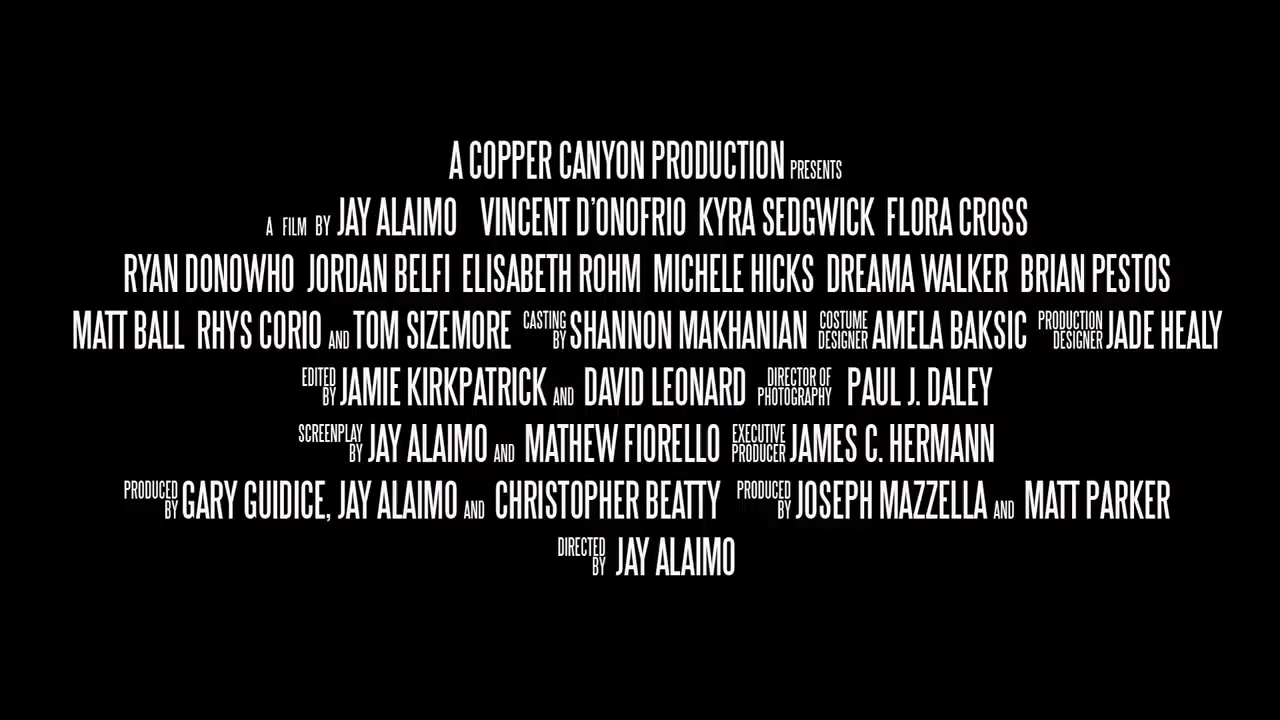 A COPPER CANYON PRODUCTION PRESENTS
A FILM BY JAY ALAIMO VINCENT D'ONOFRIO KYRA SEDGWICK FLORA CROSS
RYAN DONOWHO JORDAN BELFI ELISABETH ROHM MICHELE HICKS DREAMA WALKER BRIAN PESTOS
MATT BALL RHYS CORIO AND TOM SIZEMORE CASTING BY SHANNON MAKHANIAN COSTUME DESIGNER AMELA BAKSIC PRODUCTION DESIGNER JADE HEALY
EDITED BY JAMIE KIRKPATRICK AND DAVID LEONARD DIRECTOR OF PHOTOGRAPHY PAUL J. DALEY
SCREENPLAY BY JAY ALAIMO AND MATHEW FIORELLO EXECUTIVE PRODUCER JAMES C. HERMANN
PRODUCED BY GARY GUIDICE, JAY ALAIMO AND CHRISTOPHER BEATTY PRODUCED BY JOSEPH MAZZELLA AND MATT PARKER
DIRECTED BY JAY ALAIMO